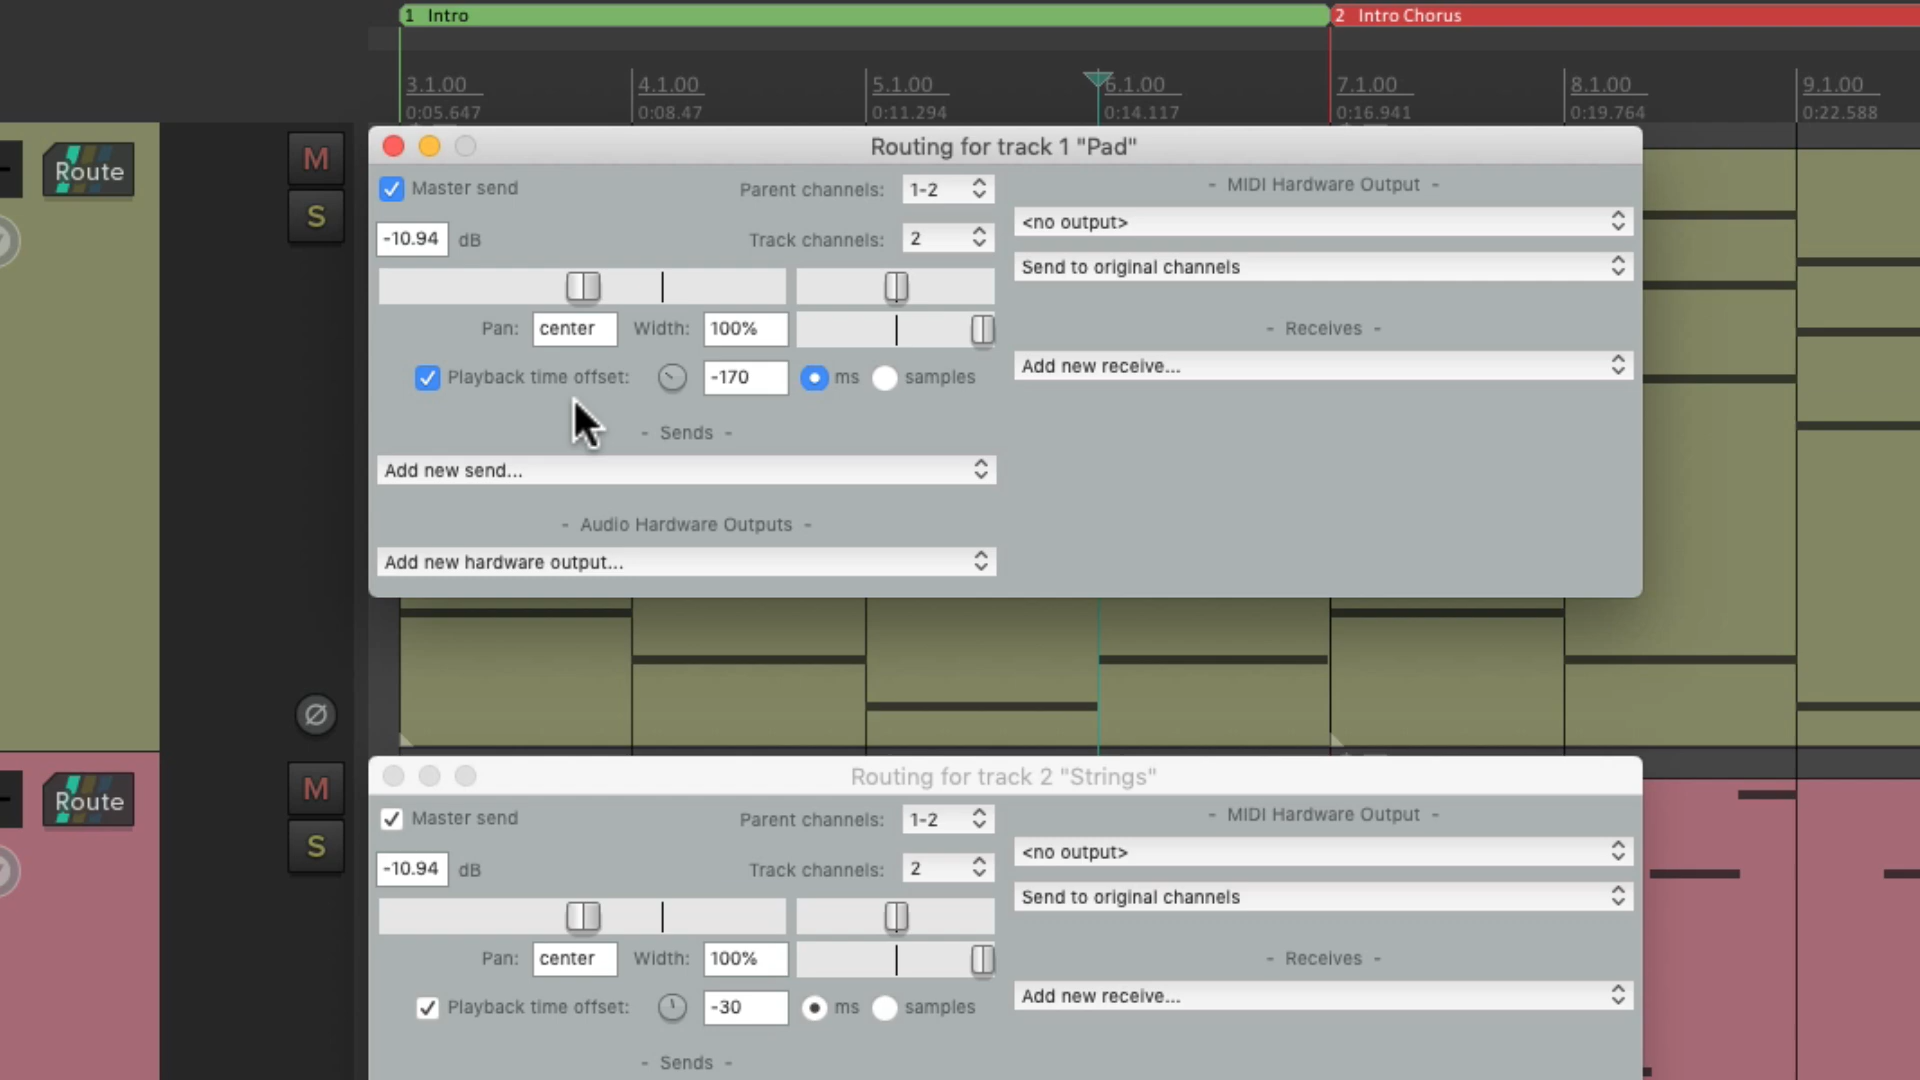 1 Intro
2 Intro Chorus
3.1.00 4.1.00 5.1.00 6.1.00 7.1.00 8.1.00 9.1.00
0:05.647 0:08.47 0:11.294 0:14.117 0:16.941 0:19.764 0:22.588
Route
M
S
Routing for track 1 "Pad"
Master send
Parent channels: 1-2
-10.94 dB
Track channels: 2
Pan: center Width: 100%
Playback time offset: -170 ms samples
- Sends -
Add new send...
- Audio Hardware Outputs -
Add new hardware output...
- MIDI Hardware Output -
<no output>
Send to original channels
- Receives -
Add new receive...
Route
M
S
Routing for track 2 "Strings"
Master send
Parent channels: 1-2
-10.94 dB
Track channels: 2
Pan: center Width: 100%
Playback time offset: -30 ms samples
- Sends -
- MIDI Hardware Output -
<no output>
Send to original channels
- Receives -
Add new receive...